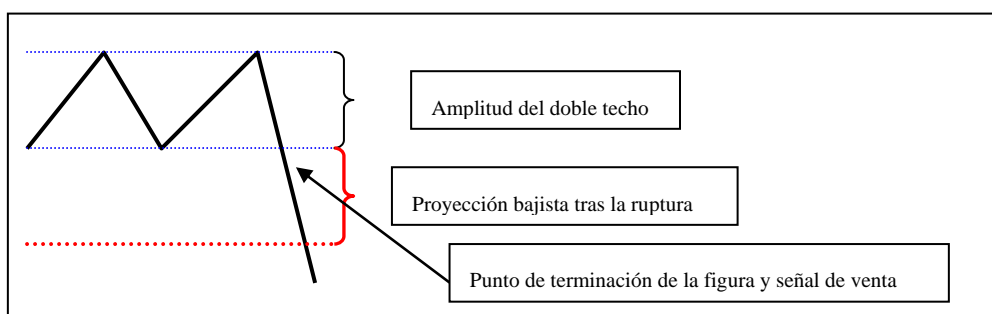 Amplitud del doble techo
Proyección bajista tras la ruptura
Punto de terminación de la figura y señal de venta